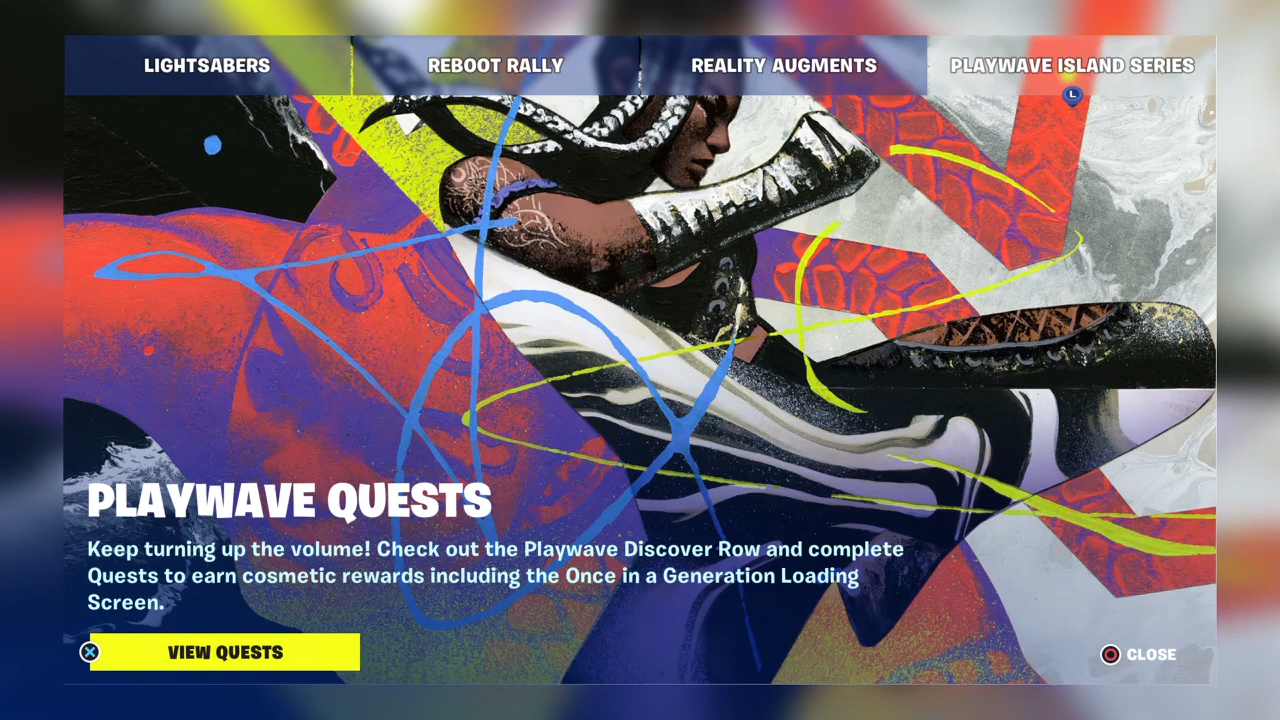 LIGHTSABERS
REBOOT RALLY
REALITY AUGMENTS
PLAYWAVE ISLAND SERIES
L
PLAYWAVE QUESTS
Keep turning up the volume! Check out the Playwave Discover Row and complete
Quests to earn cosmetic rewards including the Once in a Generation Loading
Screen.
VIEW QUESTS
CLOSE